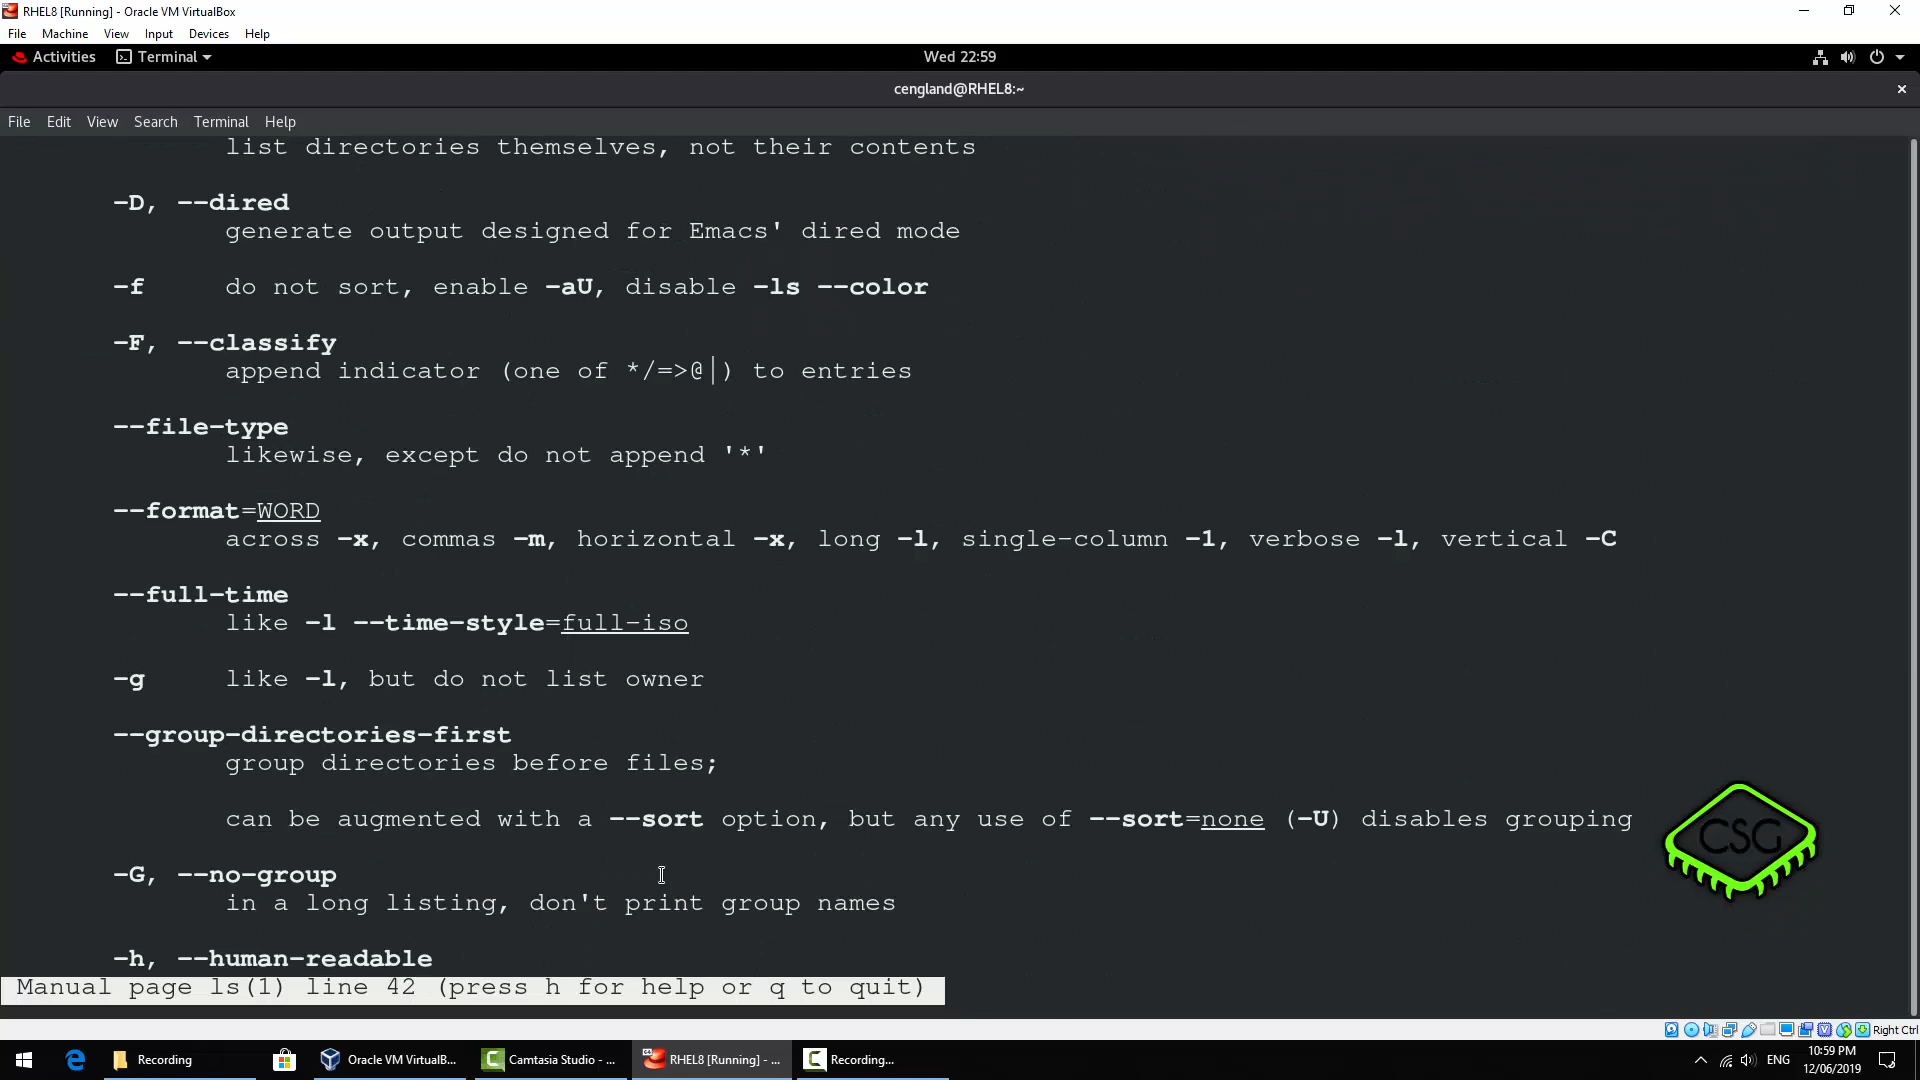 RHEL8 [Running] - Oracle VM VirtualBox
File Machine View Input Devices Help
Activities Terminal Wed 22:59
cengland@RHEL8:~
File Edit View Search Terminal Help
list directories themselves, not their contents
-D, --dired
generate output designed for Emacs' dired mode
-f do not sort, enable -aU, disable -ls --color
-F, --classify
append indicator (one of */=>@|) to entries
--file-type
likewise, except do not append '*'
--format=WORD
across -x, commas -m, horizontal -x, long -l, single-column -1, verbose -l, vertical -C
--full-time
like -l --time-style=full-iso
-g like -l, but do not list owner
--group-directories-first
group directories before files;
can be augmented with a --sort option, but any use of --sort=none (-U) disables grouping
CSG
-G, --no-group
in a long listing, don't print group names
-h, --human-readable
Manual page ls(1) line 42 (press h for help or q to quit)
Right Ctrl
Recording Oracle VM VirtualB... Camtasia Studio - ... RHEL8 [Running] - ... Recording... ENG 10:59 PM
12/06/2019